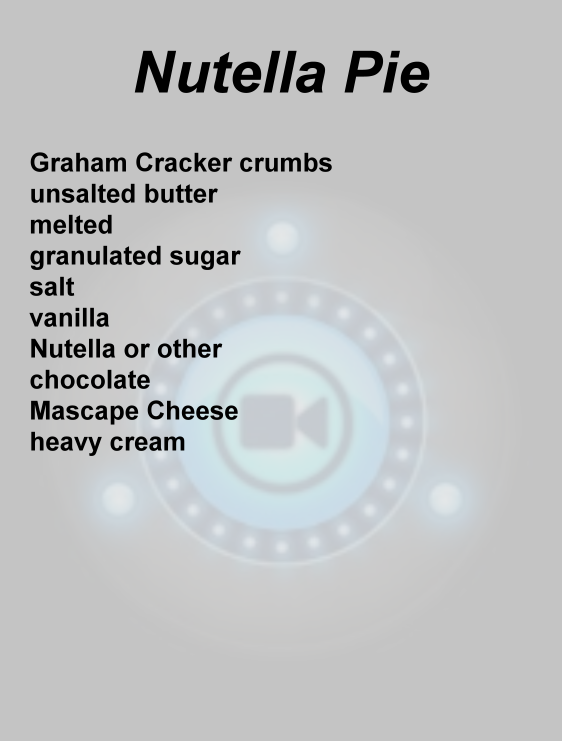 Nutella Pie
Graham Cracker crumbs
unsalted butter
melted
granulated sugar
salt
vanilla
Nutella or other
chocolate
Mascape Cheese
heavy cream